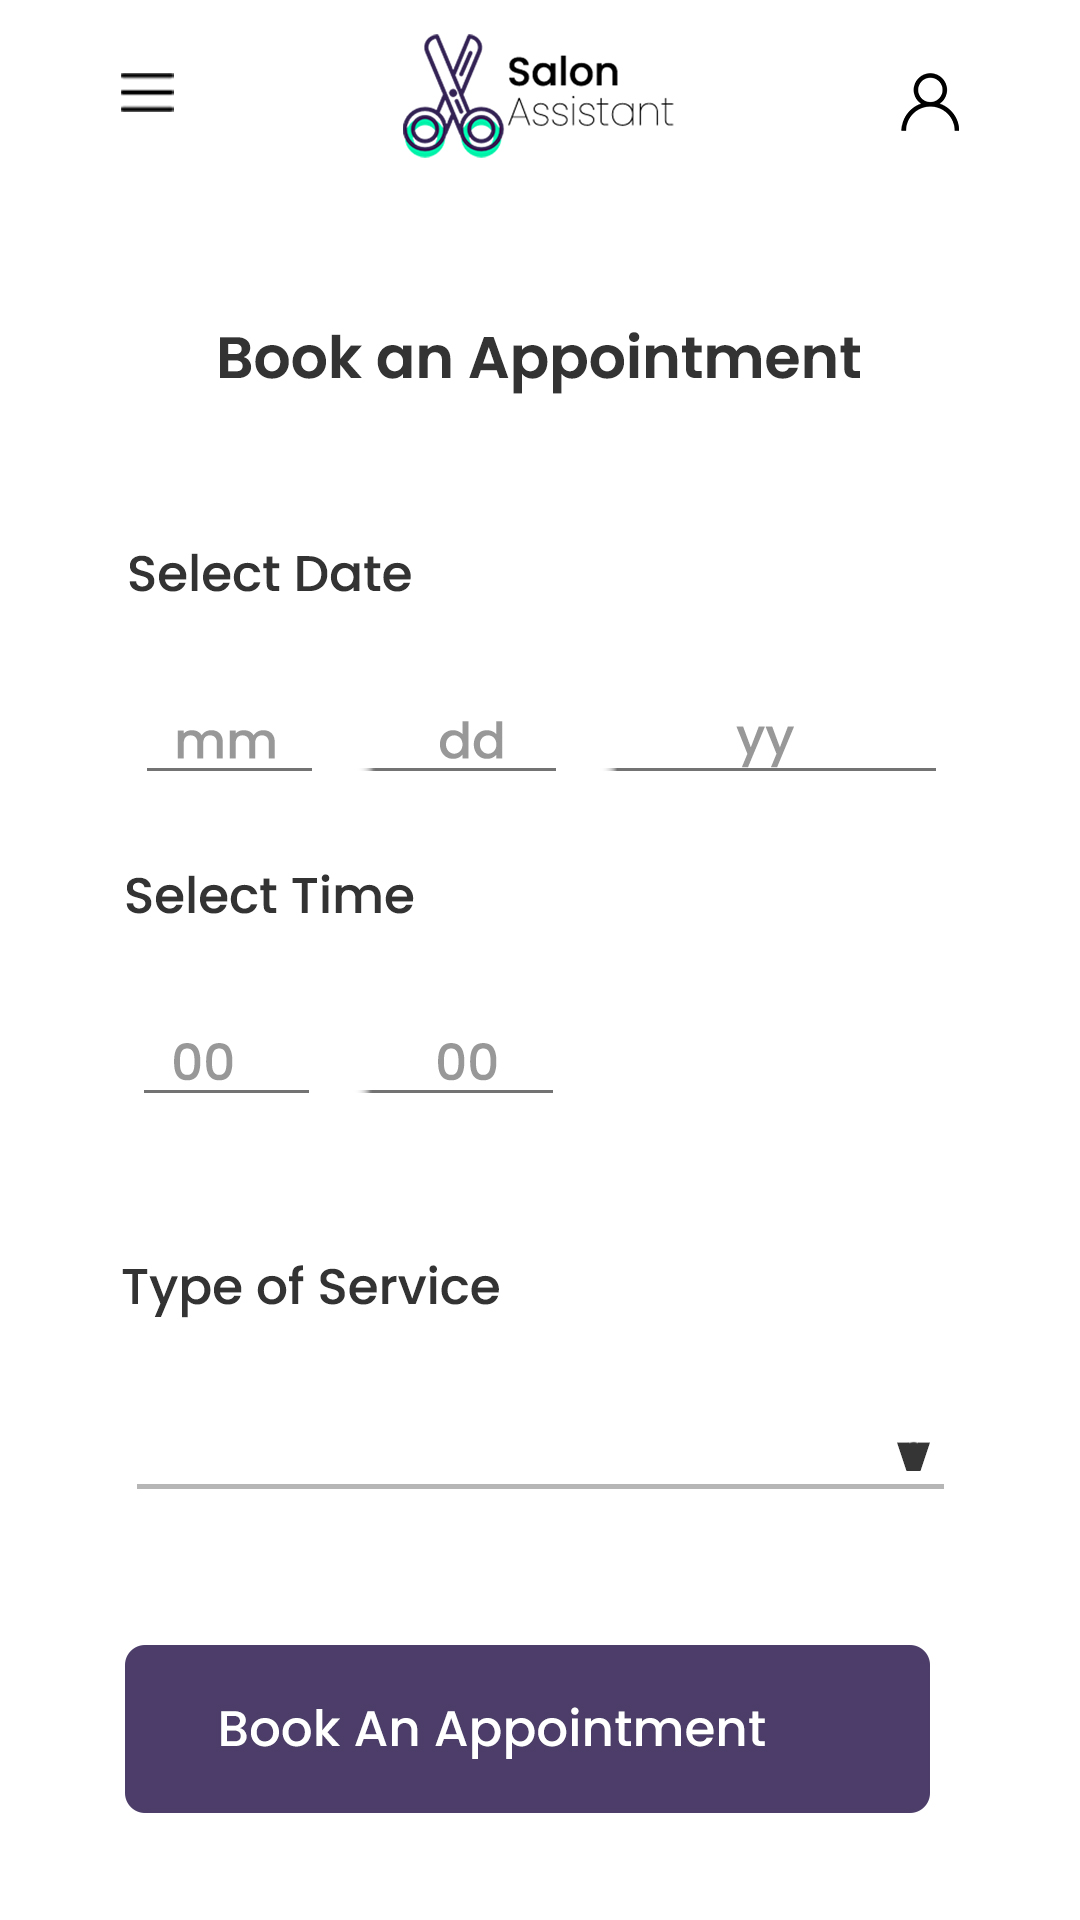 Salon
Assistant
Book an Appointment
Select Date
mm dd yy
Select Time
00 00
Type of Service
Book An Appointment